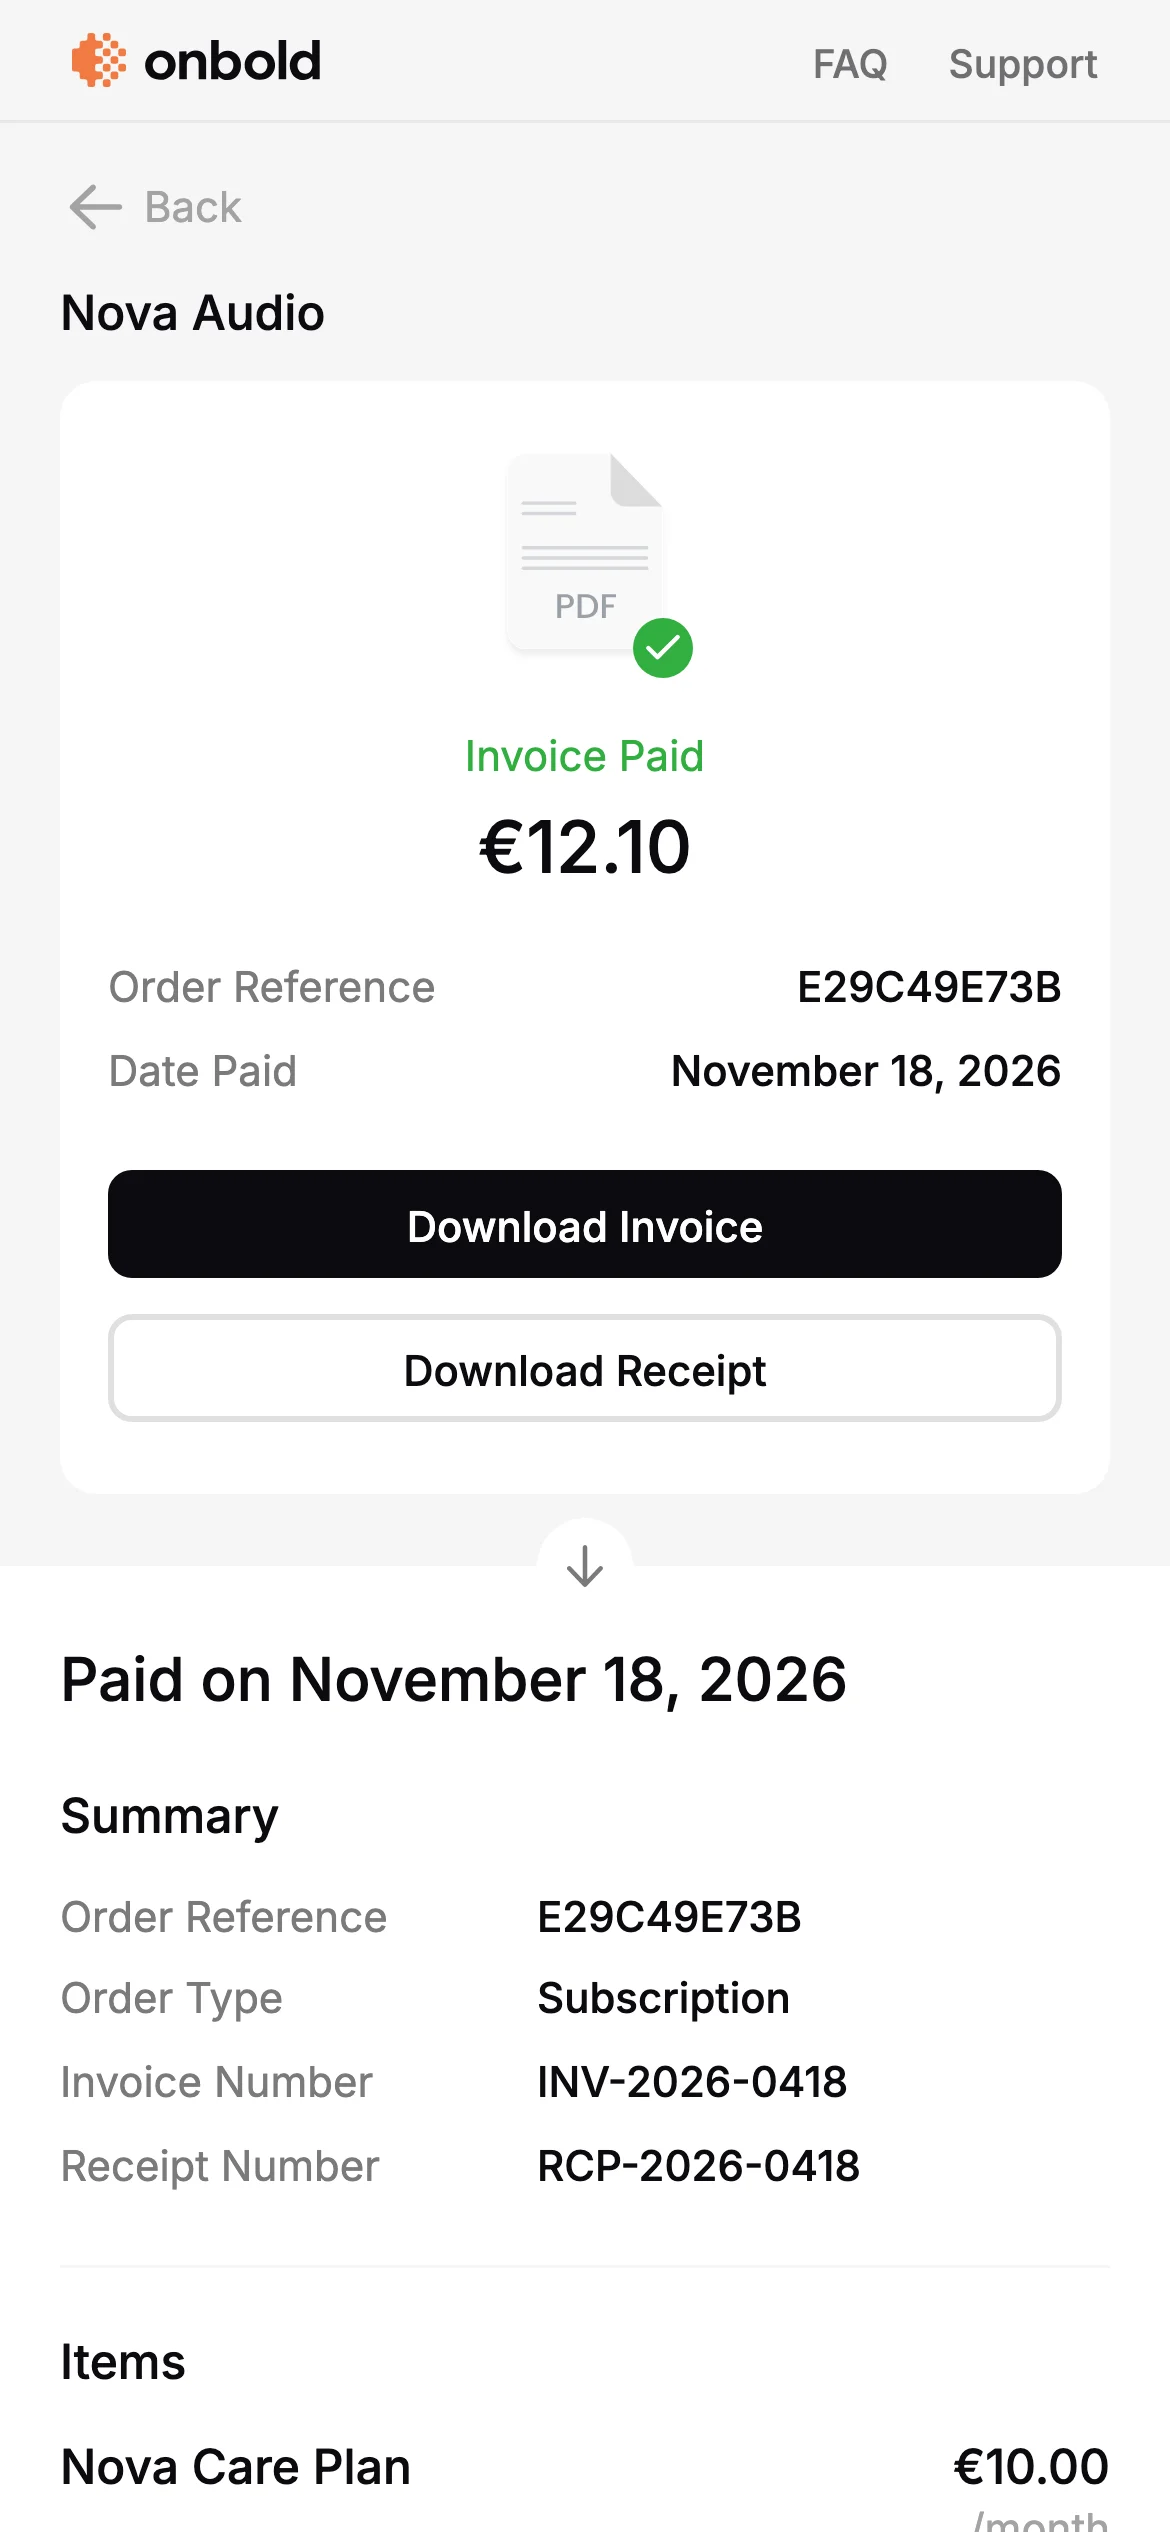 onbold
FAQ Support
Back
Nova Audio
PDF
Invoice Paid
€12.10
Order Reference E29C49E73B
Date Paid November 18, 2026
Download Invoice
Download Receipt
Paid on November 18, 2026
Summary
Order Reference E29C49E73B
Order Type Subscription
Invoice Number INV-2026-0418
Receipt Number RCP-2026-0418
Items
Nova Care Plan €10.00
/month